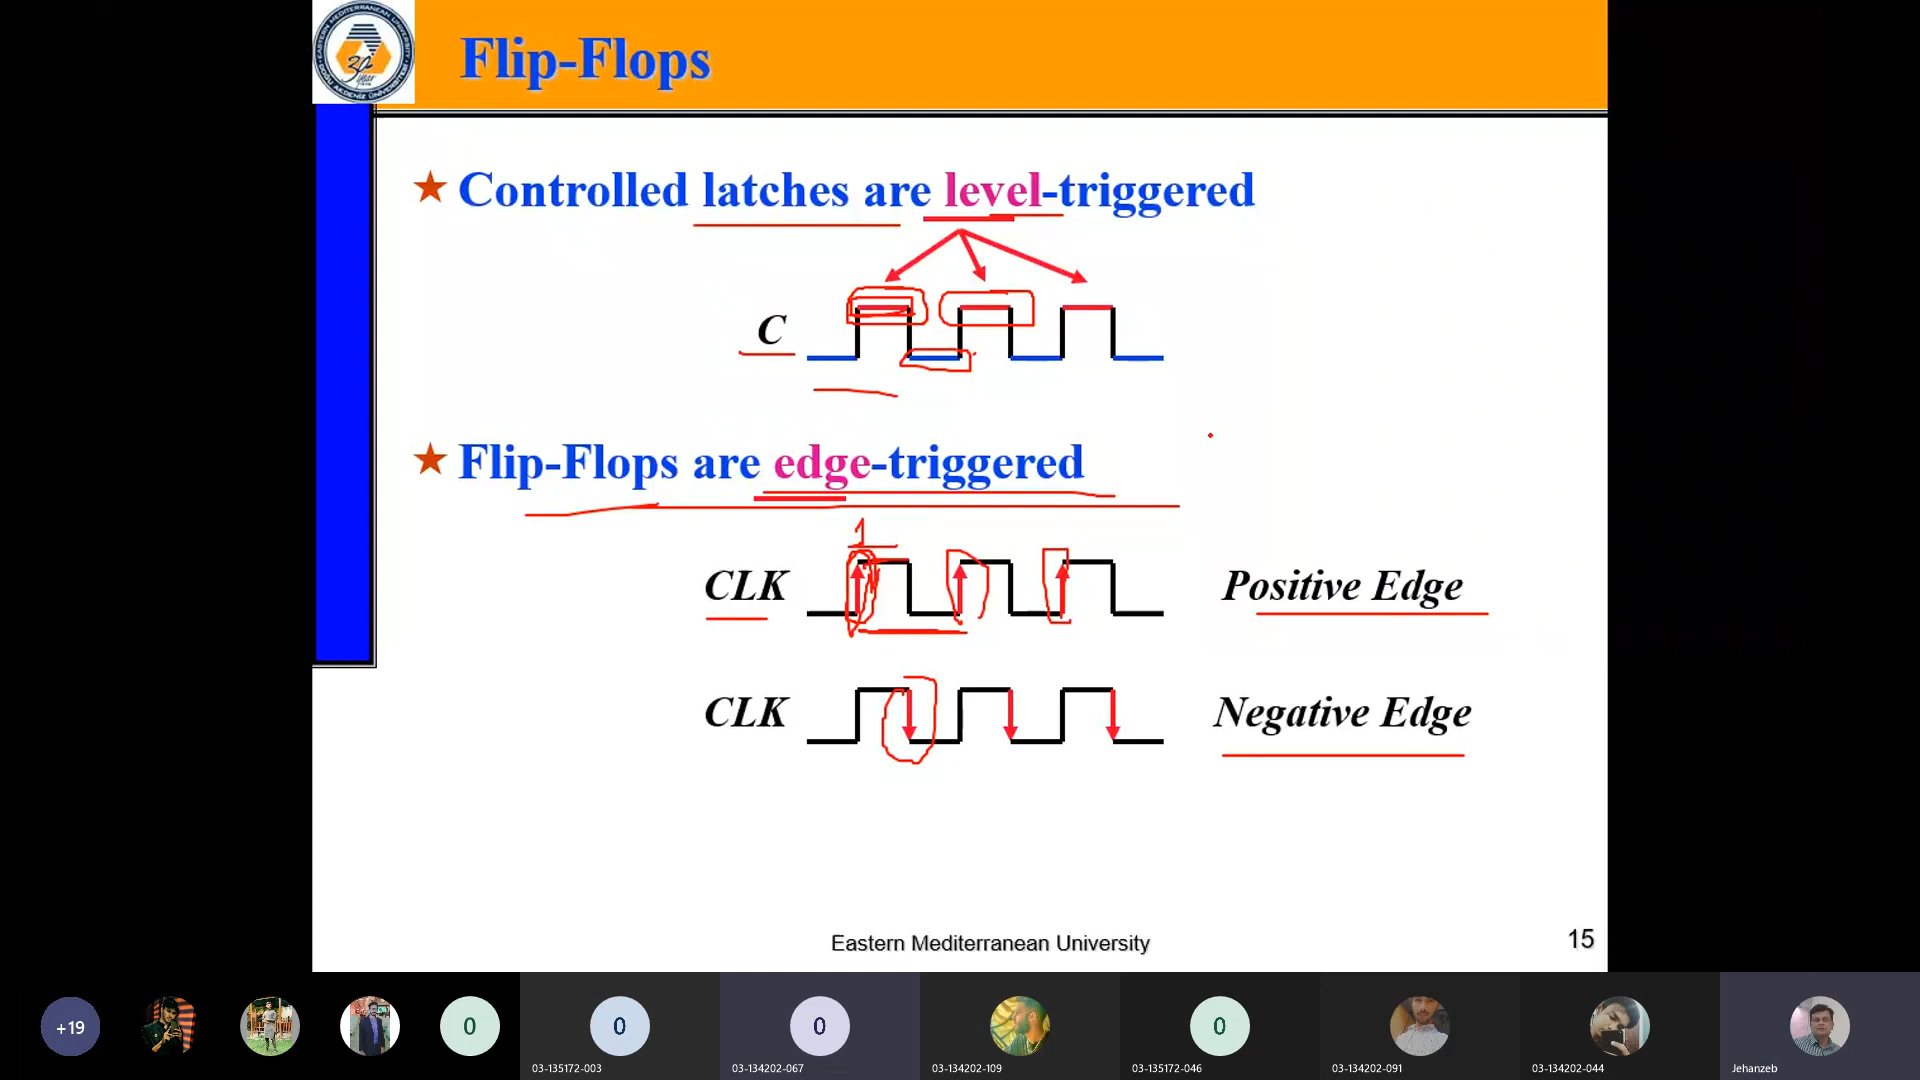 Flip-Flops
Controlled latches are level-triggered
C
Flip-Flops are edge-triggered
1
CLK
Positive Edge
CLK
Negative Edge
Eastern Mediterranean University
15
+19
0
0
0
0
03-135172-003
03-134202-067
03-134202-109
03-135172-046
03-134202-091
03-134202-044
Jehanzeb